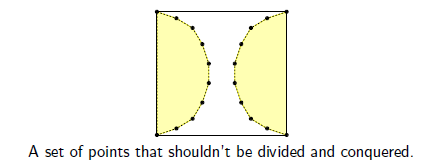 A set of points that shouldn't be divided and conquered.